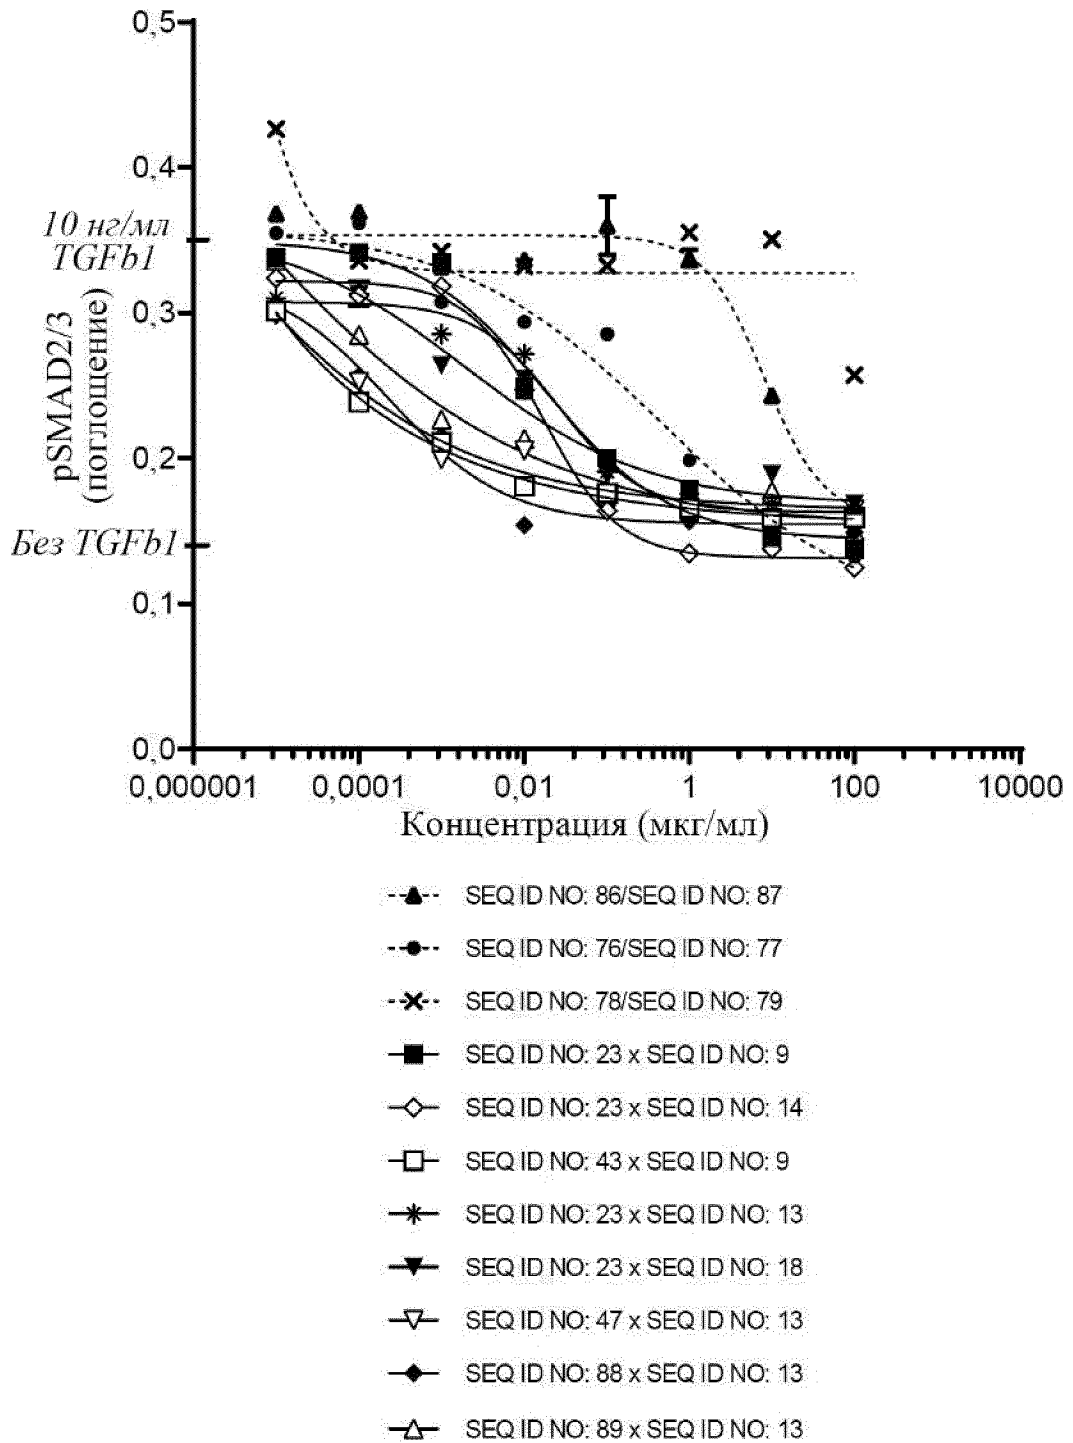 0,5
0,4
10 нг/мл
TGFb1
0,3
pSMAD2/3
(поглощение)
0,2
Без TGFb1
0,1
0,0
0,000001 0,0001 0,01 1 100 10000
Концентрация (мкг/мл)
SEQ ID NO: 86/SEQ ID NO: 87
SEQ ID NO: 76/SEQ ID NO: 77
SEQ ID NO: 78/SEQ ID NO: 79
SEQ ID NO: 23 x SEQ ID NO: 9
SEQ ID NO: 23 x SEQ ID NO: 14
SEQ ID NO: 43 x SEQ ID NO: 9
SEQ ID NO: 23 x SEQ ID NO: 13
SEQ ID NO: 23 x SEQ ID NO: 18
SEQ ID NO: 47 x SEQ ID NO: 13
SEQ ID NO: 88 x SEQ ID NO: 13
SEQ ID NO: 89 x SEQ ID NO: 13